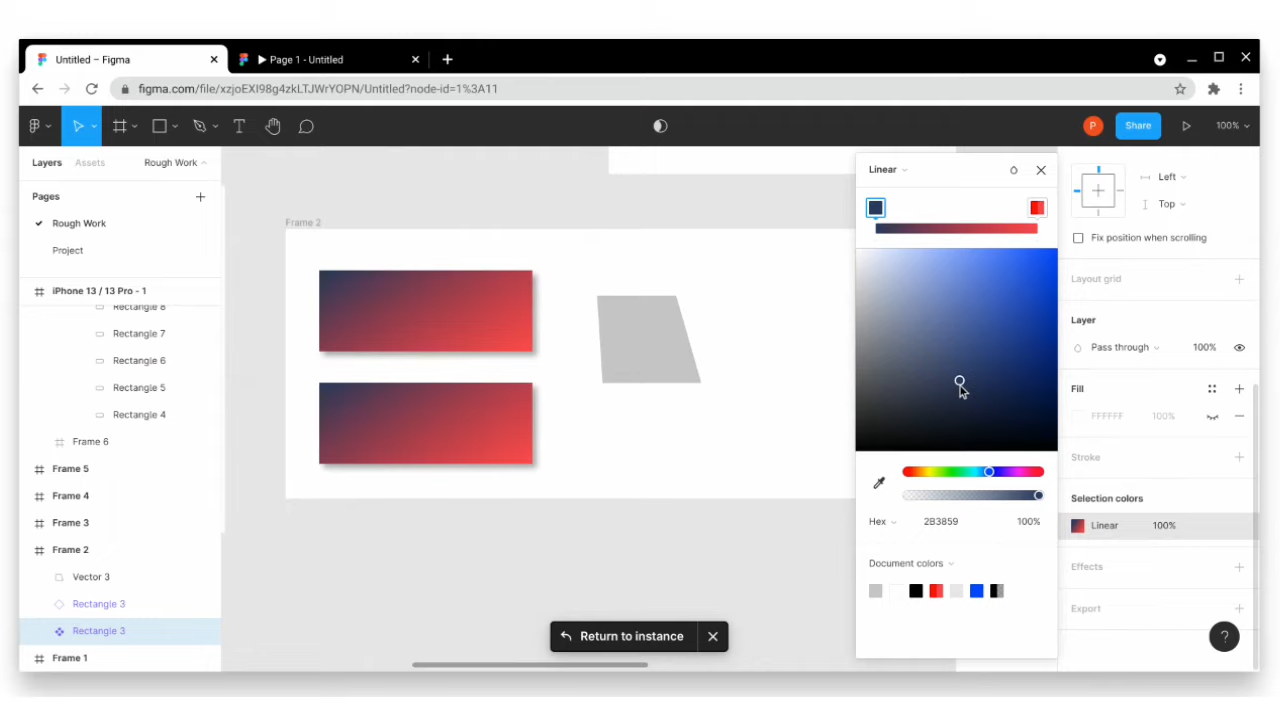 Untitled – Figma
Page 1 - Untitled
figma.com/file/xzjoEXI98g4zkLTJWrYOPN/Untitled?node-id=1%3A11
P
Share
100%
Layers
Assets
Rough Work
Pages
Rough Work
Project
iPhone 13 / 13 Pro - 1
Rectangle 8
Rectangle 7
Rectangle 6
Rectangle 5
Rectangle 4
Frame 6
Frame 5
Frame 4
Frame 3
Frame 2
Vector 3
Rectangle 3
Rectangle 3
Frame 1
Frame 2
Return to instance
Linear
Hex
2B3859
100%
Document colors
Left
Top
Fix position when scrolling
Layout grid
Layer
Pass through
100%
Fill
FFFFFF
100%
Stroke
Selection colors
Linear
100%
Effects
Export
?